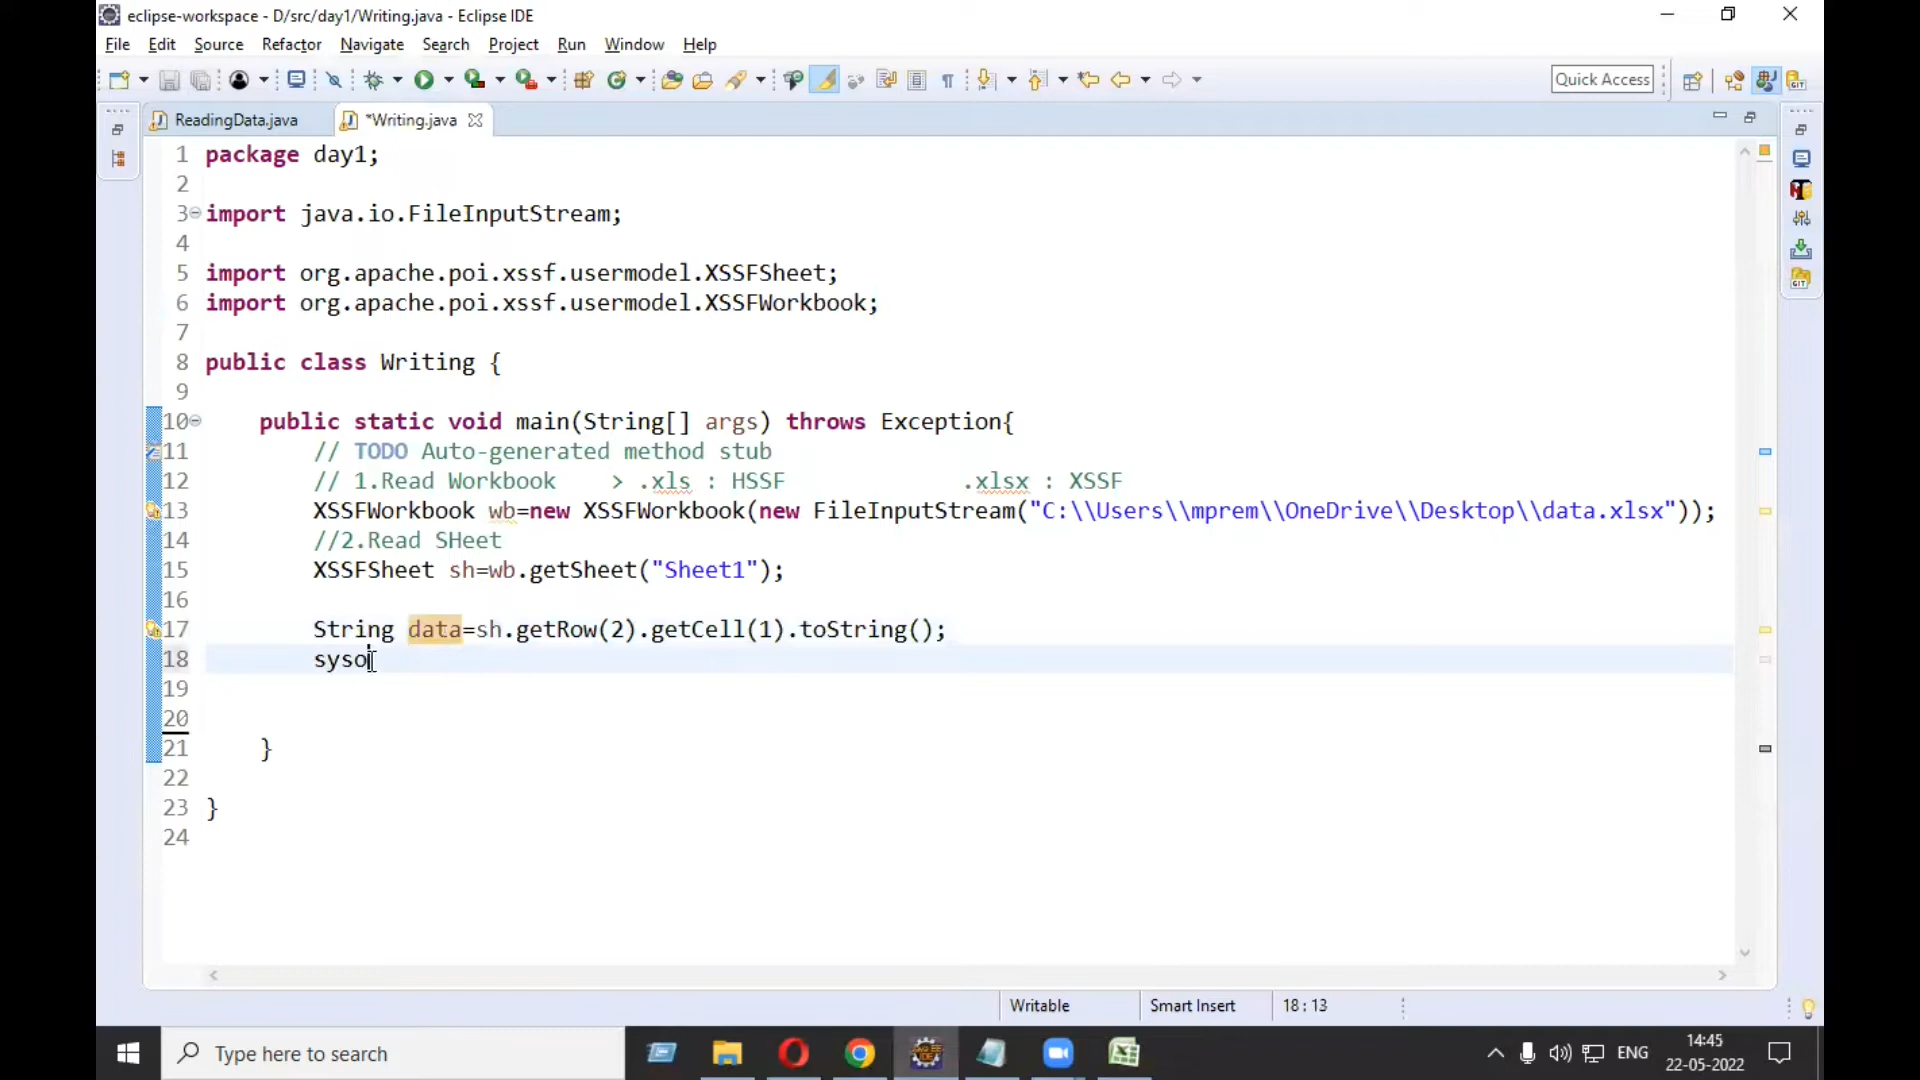 eclipse-workspace - D/src/day1/Writing.java - Eclipse IDE
File Edit Source Refactor Navigate Search Project Run Window Help
Quick Access
ReadingData.java *Writing.java
1 package day1;
2
3 import java.io.FileInputStream;
4
5 import org.apache.poi.xssf.usermodel.XSSFSheet;
6 import org.apache.poi.xssf.usermodel.XSSFWorkbook;
7
8 public class Writing {
9
10 public static void main(String[] args) throws Exception{
11 // TODO Auto-generated method stub
12 // 1.Read Workbook > .xls : HSSF .xlsx : XSSF
13 XSSFWorkbook wb=new XSSFWorkbook(new FileInputStream("C:\\Users\\mprem\\OneDrive\\Desktop\\data.xlsx"));
14 //2.Read SHeet
15 XSSFSheet sh=wb.getSheet("Sheet1");
16
17 String data=sh.getRow(2).getCell(1).toString();
18 syso
19
20
21 }
22
23 }
24
Writable Smart Insert 18:13
Type here to search
ENG 14:45
22-05-2022